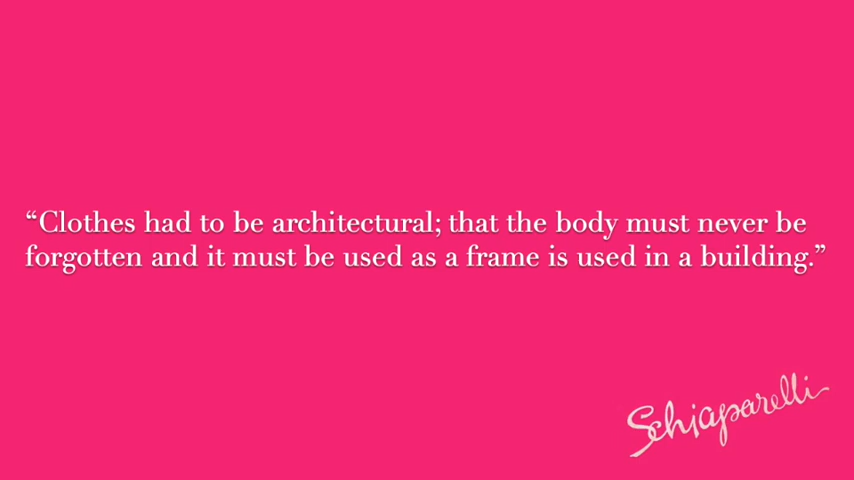 “Clothes had to be architectural; that the body must never be
forgotten and it must be used as a frame is used in a building.”
Schiaparelli